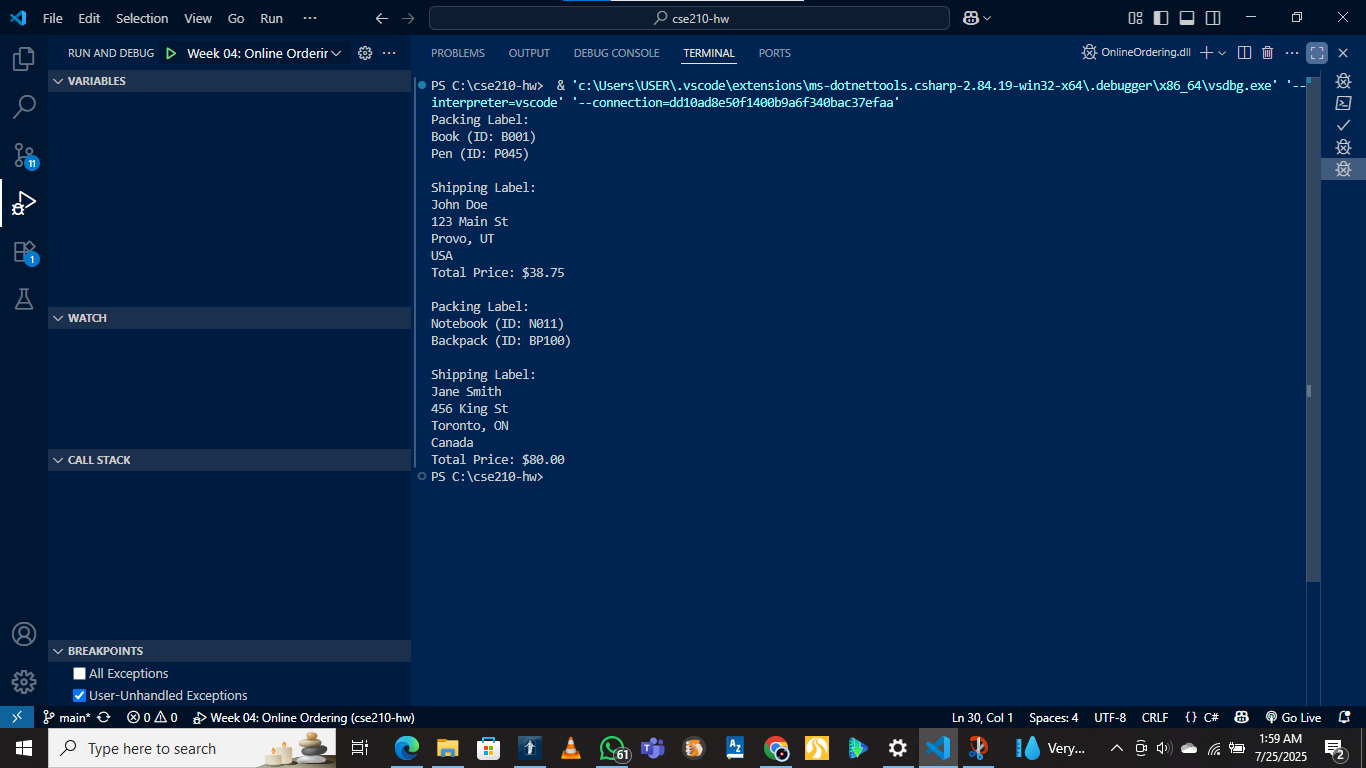 File Edit Selection View Go Run ··· cse210-hw
RUN AND DEBUG Week 04: Online Orderir ···
PROBLEMS OUTPUT DEBUG CONSOLE TERMINAL PORTS OnlineOrdering.dll ···
VARIABLES
WATCH
CALL STACK
BREAKPOINTS
All Exceptions
User-Unhandled Exceptions
11
1
PS C:\cse210-hw>  & 'c:\Users\USER\.vscode\extensions\ms-dotnettools.csharp-2.84.19-win32-x64\.debugger\x86_64\vsdbg.exe' '--
interpreter=vscode' '--connection=dd10ad8e50f1400b9a6f340bac37efaa'
Packing Label:
Book (ID: B001)
Pen (ID: P045)
Shipping Label:
John Doe
123 Main St
Provo, UT
USA
Total Price: $38.75
Packing Label:
Notebook (ID: N011)
Backpack (ID: BP100)
Shipping Label:
Jane Smith
456 King St
Toronto, ON
Canada
Total Price: $80.00
PS C:\cse210-hw>
main* 0 0 Week 04: Online Ordering (cse210-hw) Ln 30, Col 1 Spaces: 4 UTF-8 CRLF {} C# Go Live
Type here to search 61 Very... 1:59 AM
7/25/2025 2